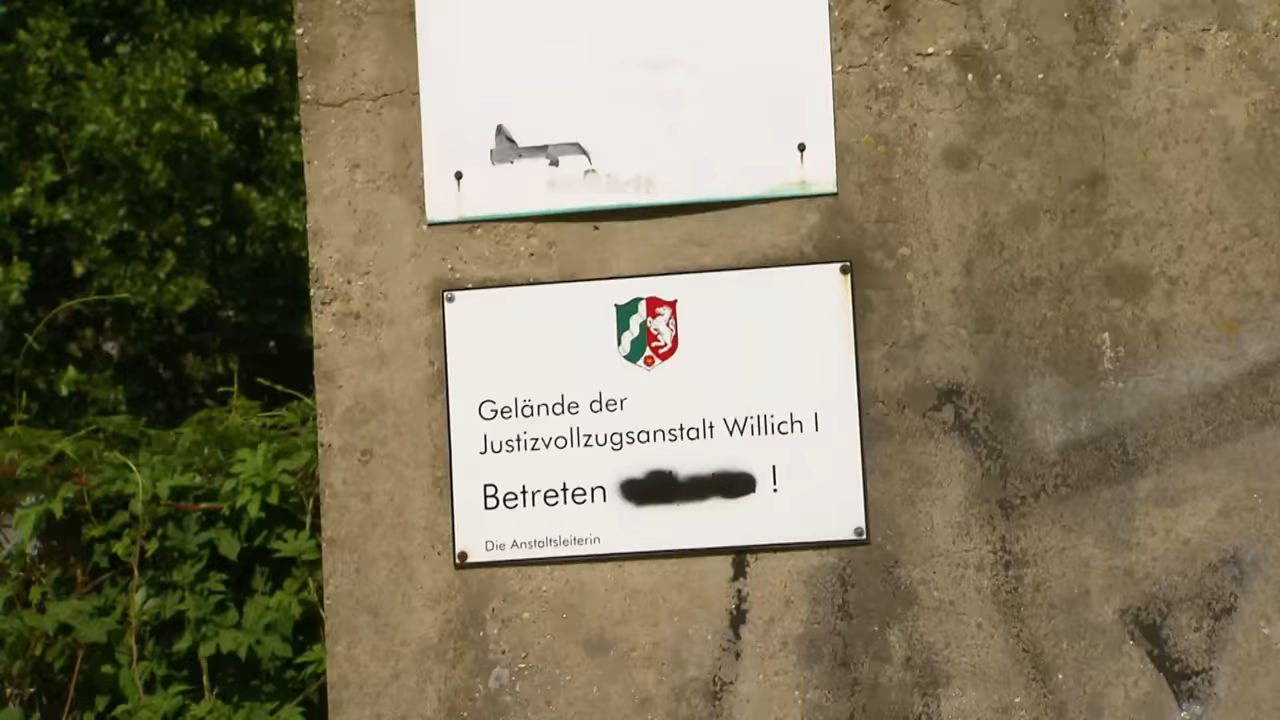 Gelände der
Justizvollzugsanstalt Willich I
Betreten !
Die Anstaltsleiterin